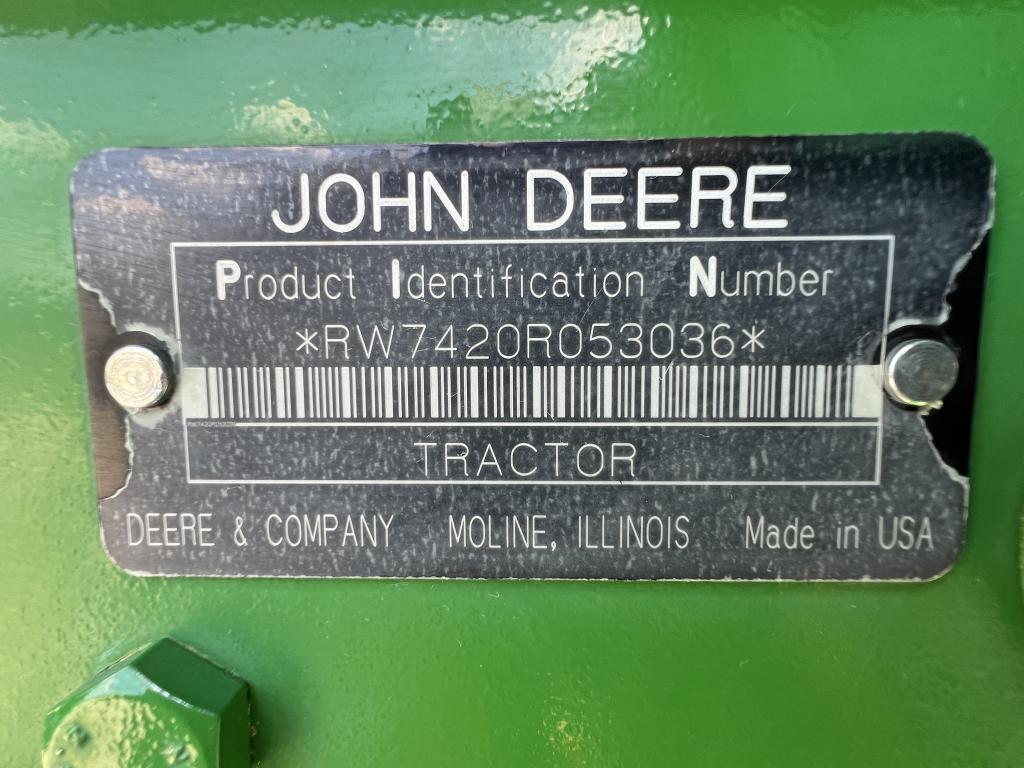 JOHN DEERE
Product Identification Number
*RW7420R053036*
TRACTOR
DEERE & COMPANY MOLINE, ILLINOIS Made in USA